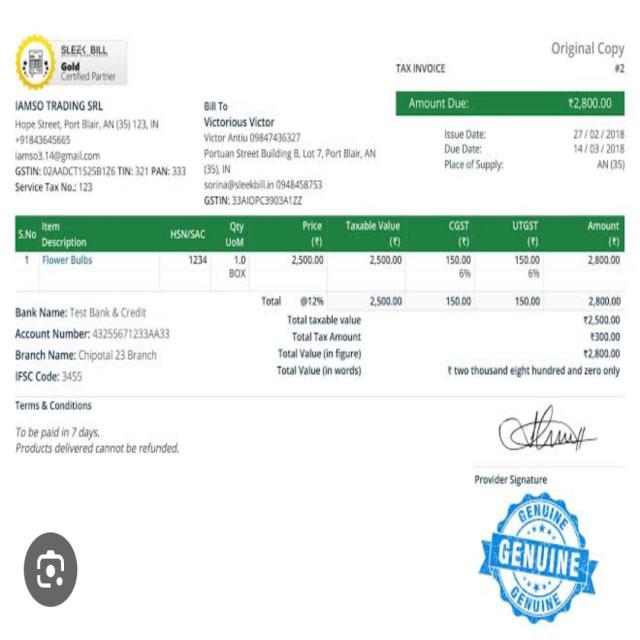 SLEEK BILL
Gold
Certified Partner
Original Copy
TAX INVOICE #2
IAMSO TRADING SRL
Hope Street, Port Blair, AN (35) 123, IN
+91843645665
iamso3.14@gmail.com
GSTIN: 02AADCT1525B1Z6 TIN: 321 PAN: 333
Service Tax No.: 123
Bill To
Victorious Victor
Victor Antiu 09847436327
Portuan Street Building B, Lot 7, Port Blair, AN
(35), IN
sorina@sleekbill.in 0948458753
GSTIN: 33AIOPC3903A1ZZ
Amount Due: ₹2,800.00
Issue Date: 27 / 02 / 2018
Due Date: 14 / 03 / 2018
Place of Supply: AN (35)
S.No Item Description HSN/SAC Qty UoM Price (₹) Taxable Value (₹) CGST (₹) UTGST (₹) Amount (₹)
1 Flower Bulbs 1234 1.0 2,500.00 2,500.00 150.00 150.00 2,800.00
BOX 6% 6%
Total @12% 2,500.00 150.00 150.00 2,800.00
Bank Name: Test Bank & Credit
Account Number: 43255671233AA33
Branch Name: Chipotal 23 Branch
IFSC Code: 3455
Total taxable value ₹2,500.00
Total Tax Amount ₹300.00
Total Value (in figure) ₹2,800.00
Total Value (in words) ₹ two thousand eight hundred and zero only
Terms & Conditions
To be paid in 7 days.
Products delivered cannot be refunded.
Provider Signature
GENUINE
GENUINE
GENUINE